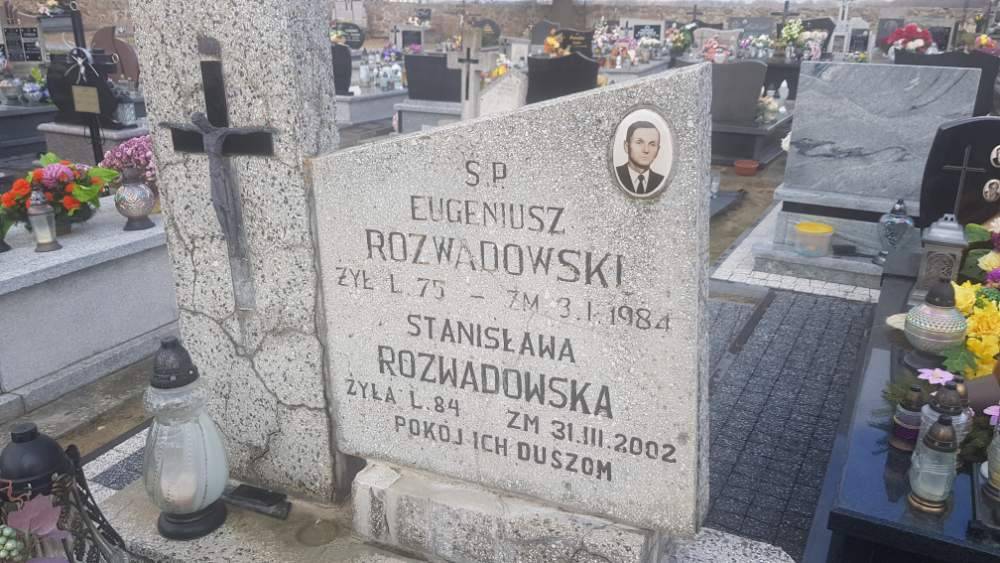 S.P.
EUGENIUSZ
ROZWADOWSKI
ŻYŁ L.75 - ZM 3.I.1984
STANISŁAWA
ROZWADOWSKA
ŻYŁA L.84 ZM 31.III.2002
POKÓJ ICH DUSZOM